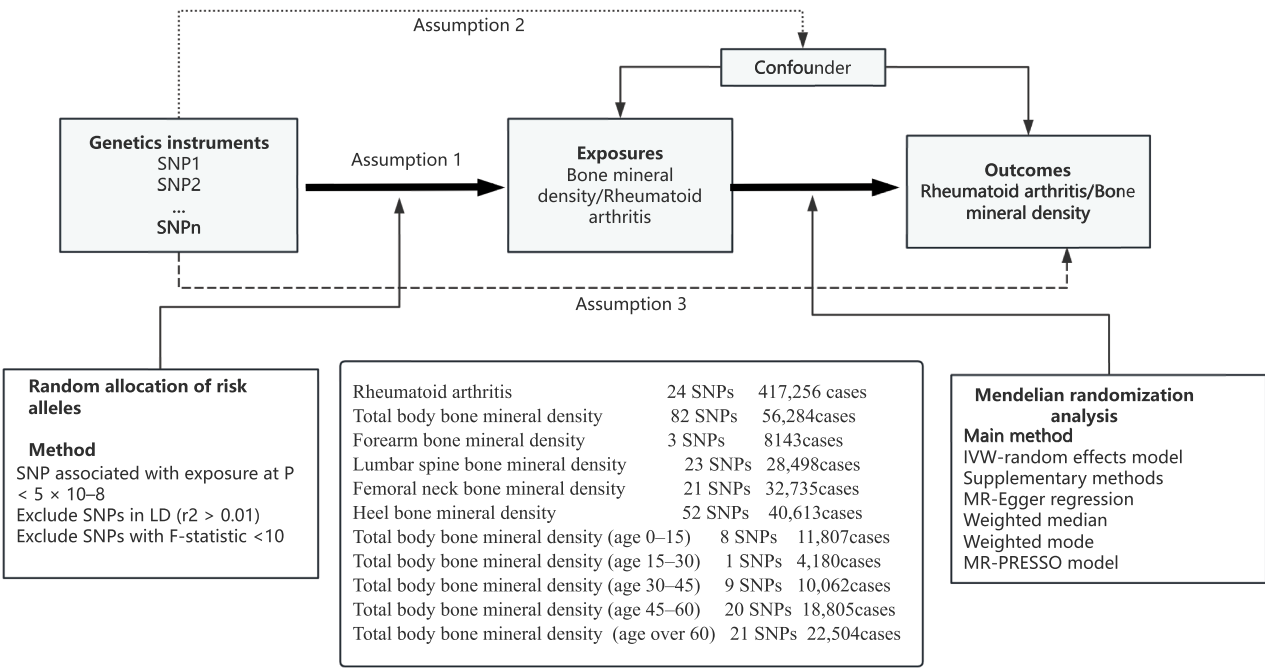 Assumption 2
Confounder
Genetics instruments
SNP1
SNP2
...
SNPn
Assumption 1
Exposures
Bone mineral
density/Rheumatoid
arthritis
Outcomes
Rheumatoid arthritis/Bone
mineral density
Assumption 3
Random allocation of risk
alleles
Method
SNP associated with exposure at P
< 5 × 10–8
Exclude SNPs in LD (r2 > 0.01)
Exclude SNPs with F-statistic <10
Rheumatoid arthritis 24 SNPs 417,256 cases
Total body bone mineral density 82 SNPs 56,284cases
Forearm bone mineral density 3 SNPs 8143cases
Lumbar spine bone mineral density 23 SNPs 28,498cases
Femoral neck bone mineral density 21 SNPs 32,735cases
Heel bone mineral density 52 SNPs 40,613cases
Total body bone mineral density (age 0–15) 8 SNPs 11,807cases
Total body bone mineral density (age 15–30) 1 SNPs 4,180cases
Total body bone mineral density (age 30–45) 9 SNPs 10,062cases
Total body bone mineral density (age 45–60) 20 SNPs 18,805cases
Total body bone mineral density (age over 60) 21 SNPs 22,504cases
Mendelian randomization
analysis
Main method
IVW-random effects model
Supplementary methods
MR-Egger regression
Weighted median
Weighted mode
MR-PRESSO model